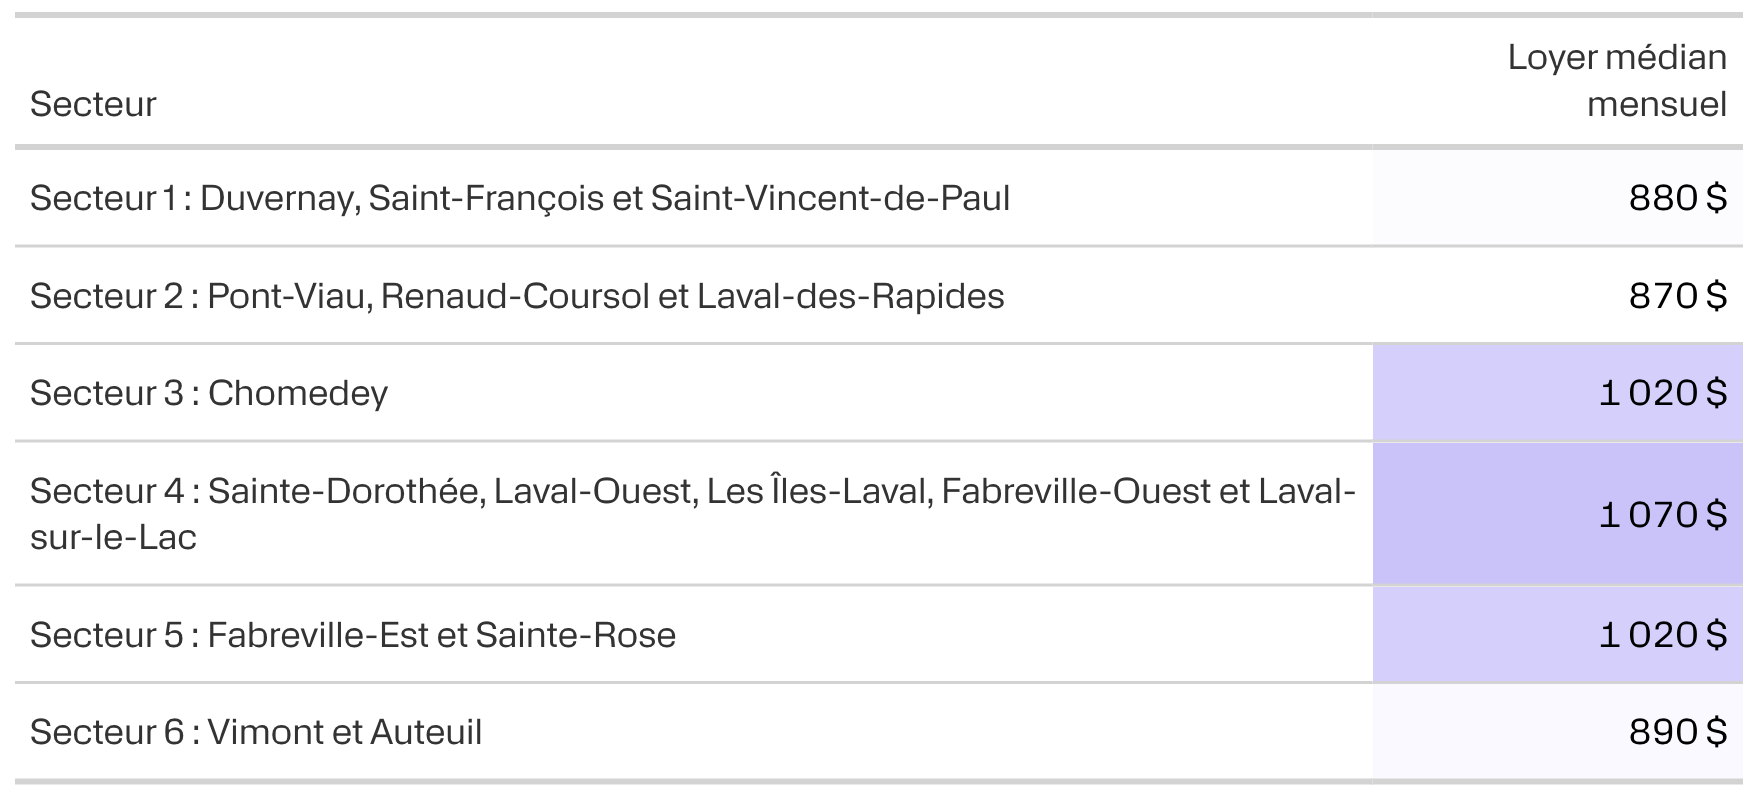 Secteur
Loyer médian
mensuel
Secteur 1 : Duvernay, Saint-François et Saint-Vincent-de-Paul
880 $
Secteur 2 : Pont-Viau, Renaud-Coursol et Laval-des-Rapides
870 $
Secteur 3 : Chomedey
1 020 $
Secteur 4 : Sainte-Dorothée, Laval-Ouest, Les Îles-Laval, Fabreville-Ouest et Laval-
sur-le-Lac
1 070 $
Secteur 5 : Fabreville-Est et Sainte-Rose
1 020 $
Secteur 6 : Vimont et Auteuil
890 $